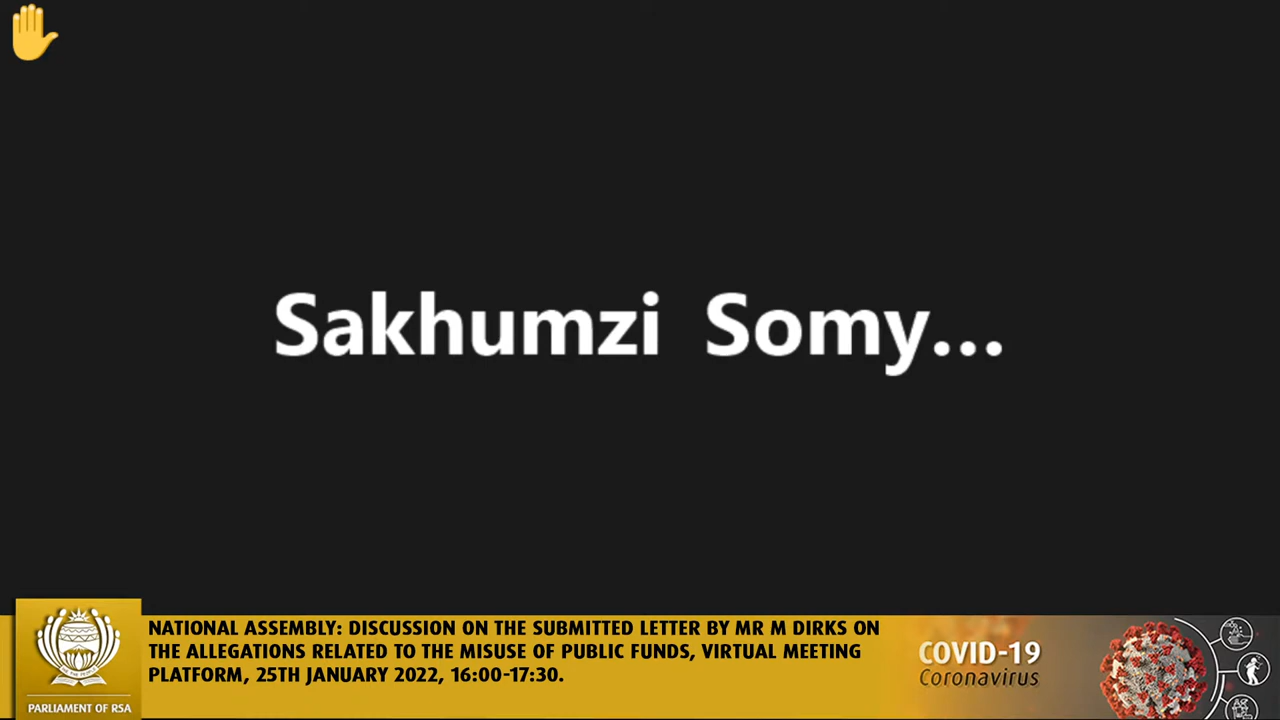 Sakhumzi Somy...
NATIONAL ASSEMBLY: DISCUSSION ON THE SUBMITTED LETTER BY MR M DIRKS ON
THE ALLEGATIONS RELATED TO THE MISUSE OF PUBLIC FUNDS, VIRTUAL MEETING
PLATFORM, 25TH JANUARY 2022, 16:00-17:30.
PARLIAMENT OF RSA
COVID-19
Coronavirus